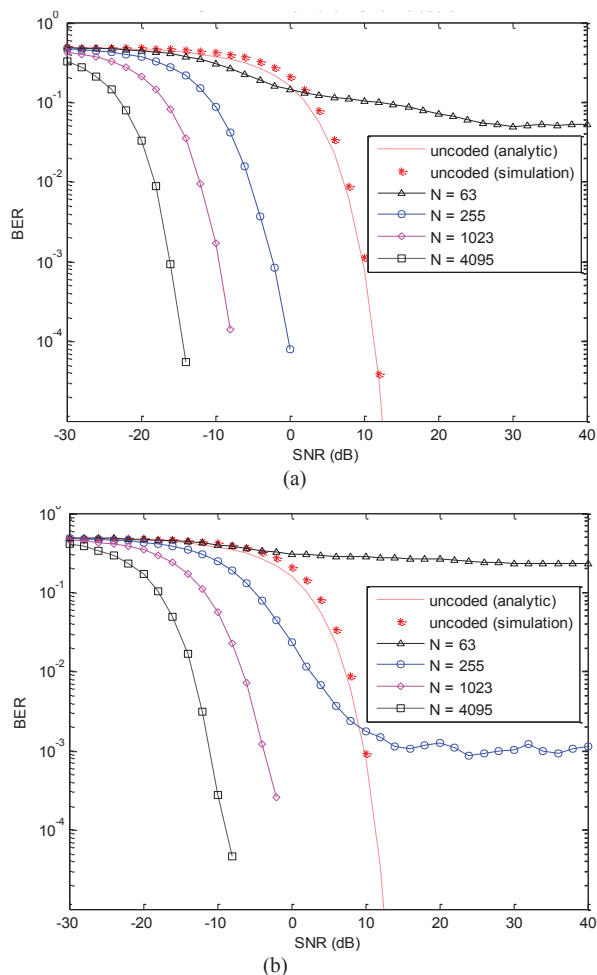 10^0
10^-1
10^-2
10^-3
10^-4
BER
uncoded (analytic)
uncoded (simulation)
N = 63
N = 255
N = 1023
N = 4095
-30 -20 -10 0 10 20 30 40
SNR (dB)
(a)
10^-1
10^-2
10^-3
10^-4
BER
uncoded (analytic)
uncoded (simulation)
N = 63
N = 255
N = 1023
N = 4095
-30 -20 -10 0 10 20 30 40
SNR (dB)
(b)